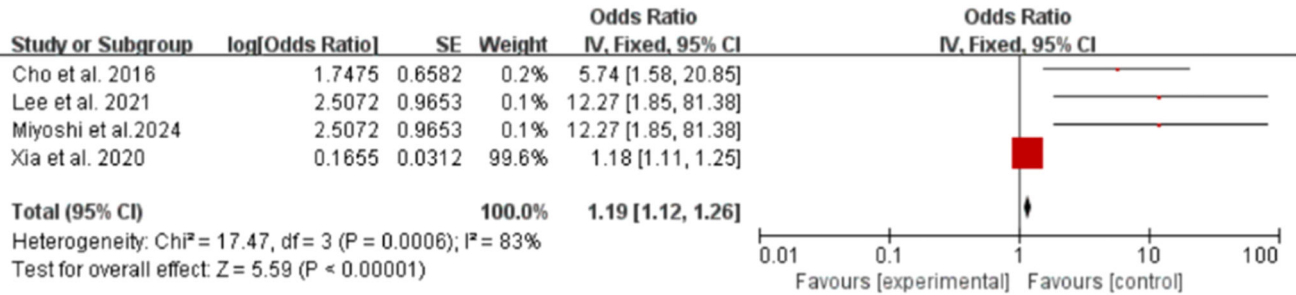 Odds Ratio Odds Ratio
Study or Subgroup log[Odds Ratio] SE Weight IV, Fixed, 95% CI IV, Fixed, 95% CI
Cho et al. 2016 1.7475 0.6582 0.2% 5.74 [1.58, 20.85]
Lee et al. 2021 2.5072 0.9653 0.1% 12.27 [1.85, 81.38]
Miyoshi et al.2024 2.5072 0.9653 0.1% 12.27 [1.85, 81.38]
Xia et al. 2020 0.1655 0.0312 99.6% 1.18 [1.11, 1.25]
Total (95% CI) 100.0% 1.19 [1.12, 1.26]
Heterogeneity: Chi² = 17.47, df = 3 (P = 0.0006); I² = 83%
Test for overall effect: Z = 5.59 (P < 0.00001)
0.01 0.1 1 10 100
Favours [experimental] Favours [control]